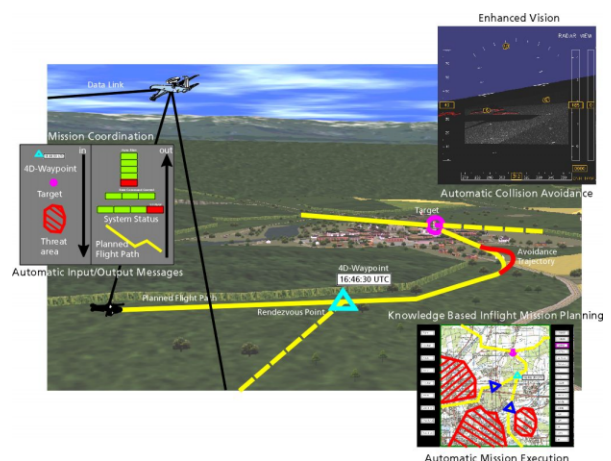 Enhanced Vision
RADAR VIEW
Data Link
Mission Coordination
in
out
4D-Waypoint
Target
System Status
Threat
area
Planned
Flight Path
Automatic Input/Output Messages
Automatic Collision Avoidance
Target
Avoidance
Trajectory
4D-Waypoint
16:46:30 UTC
Planned Flight Path
Rendezvous Point
Knowledge Based Inflight Mission Planning
Automatic Mission Execution